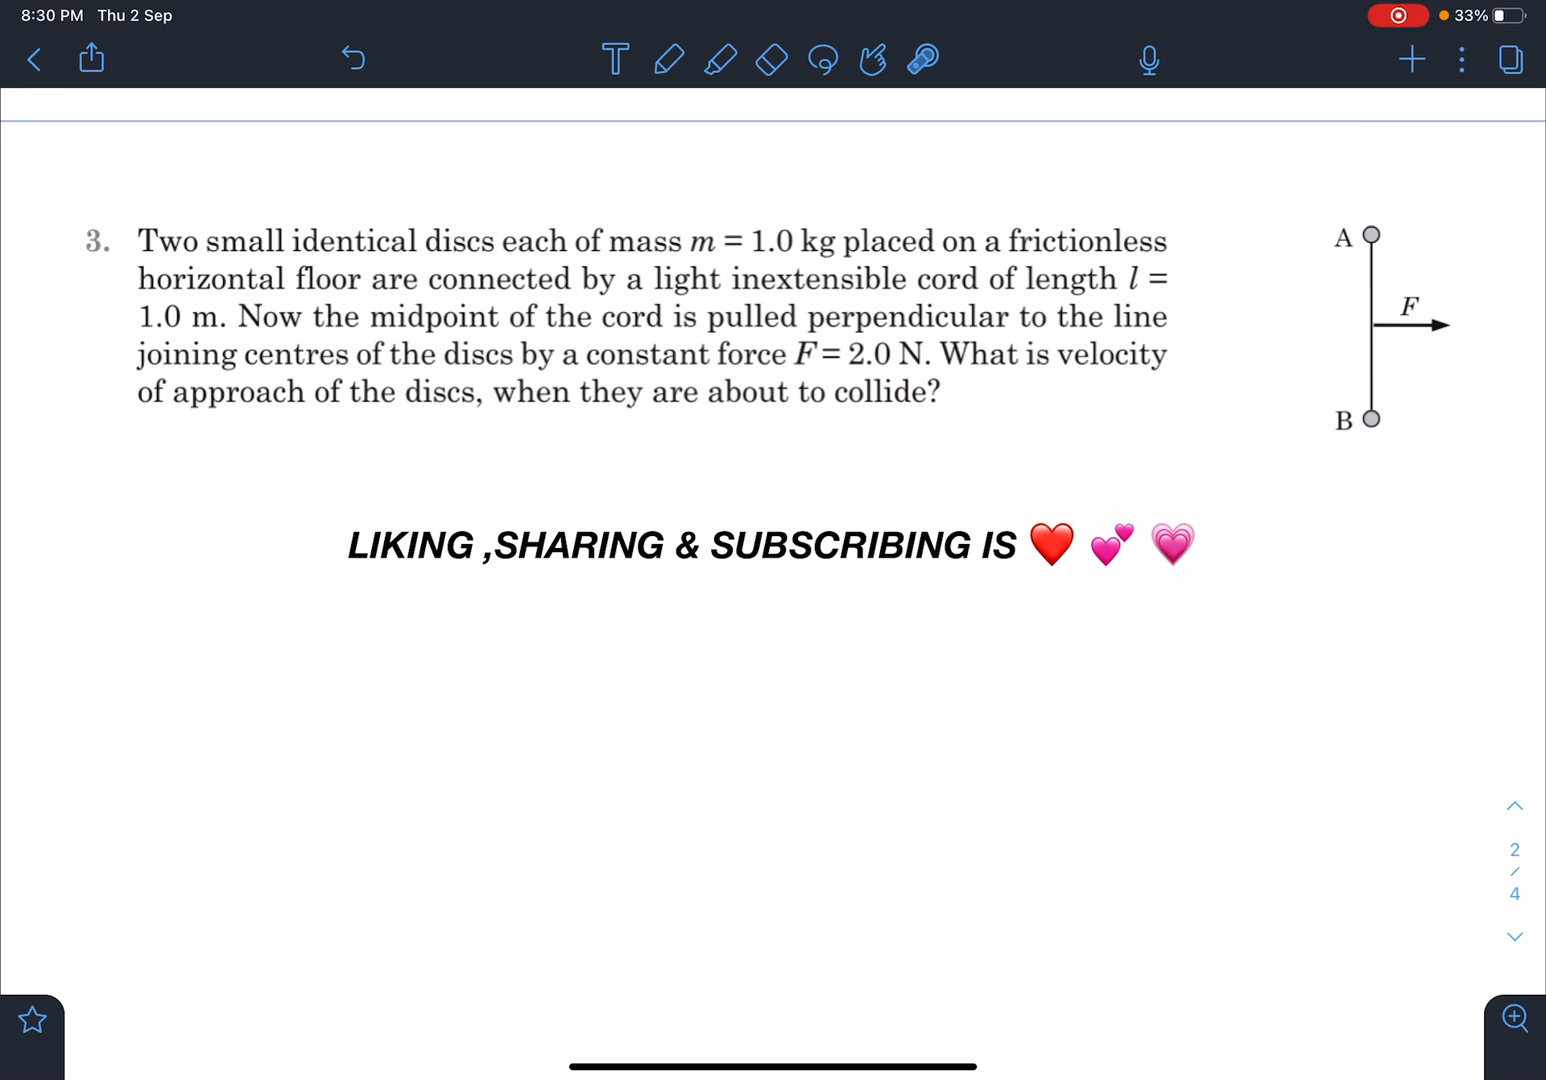 8:30 PM Thu 2 Sep
33%
3. Two small identical discs each of mass m = 1.0 kg placed on a frictionless
horizontal floor are connected by a light inextensible cord of length l =
1.0 m. Now the midpoint of the cord is pulled perpendicular to the line
joining centres of the discs by a constant force F = 2.0 N. What is velocity
of approach of the discs, when they are about to collide?
A
F
B
LIKING ,SHARING & SUBSCRIBING IS ❤️ 💕 💗
2
/
4